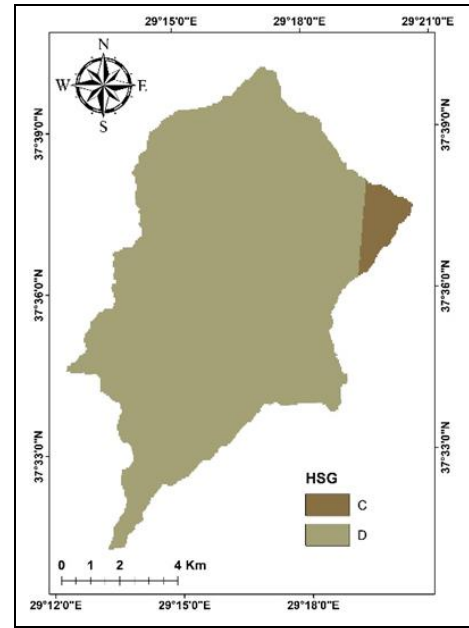 29°15'0"E 29°18'0"E 29°21'0"E
N
W E
S
37°39'0"N 37°39'0"N
37°36'0"N 37°36'0"N
37°33'0"N 37°33'0"N
HSG
C
D
0 1 2 4 Km
29°12'0"E 29°15'0"E 29°18'0"E